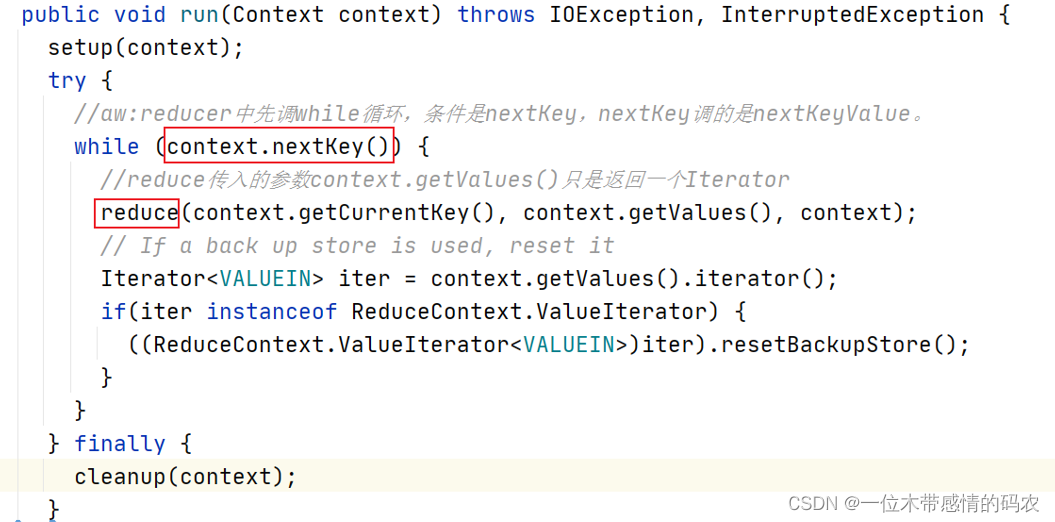 public void run(Context context) throws IOException, InterruptedException {
  setup(context);
  try {
    //aw:reducer中先调while循环，条件是nextKey，nextKey调的是nextKeyValue。
    while (context.nextKey()) {
      //reduce传入的参数context.getValues()只是返回一个Iterator
      reduce(context.getCurrentKey(), context.getValues(), context);
      // If a back up store is used, reset it
      Iterator<VALUEIN> iter = context.getValues().iterator();
      if(iter instanceof ReduceContext.ValueIterator) {
        ((ReduceContext.ValueIterator<VALUEIN>)iter).resetBackupStore();
      }
    }
  } finally {
    cleanup(context);
  }
CSDN @一位木带感情的码农